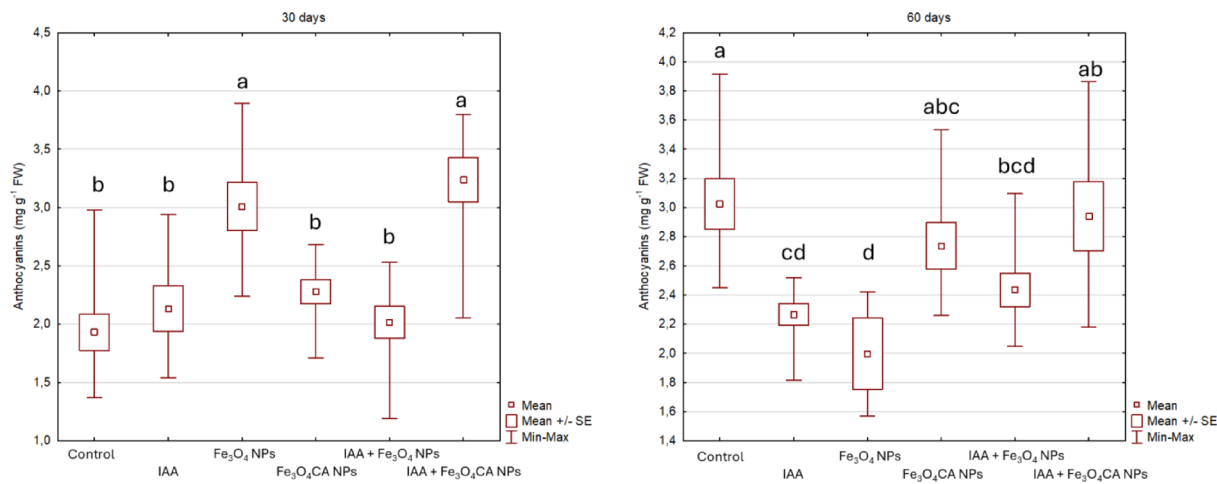 30 days
Anthocyanins (mg g⁻¹ FW)
4,5
4,0
3,5
3,0
2,5
2,0
1,5
1,0
b
b
a
b
b
a
Control
IAA
Fe₃O₄ NPs
Fe₃O₄CA NPs
IAA + Fe₃O₄ NPs
IAA + Fe₃O₄CA NPs
Mean
Mean +/- SE
Min-Max
60 days
Anthocyanins (mg g⁻¹ FW)
4,2
4,0
3,8
3,6
3,4
3,2
3,0
2,8
2,6
2,4
2,2
2,0
1,8
1,6
1,4
a
cd
d
abc
bcd
ab
Control
IAA
Fe₃O₄ NPs
Fe₃O₄CA NPs
IAA + Fe₃O₄ NPs
IAA + Fe₃O₄CA NPs
Mean
Mean +/- SE
Min-Max